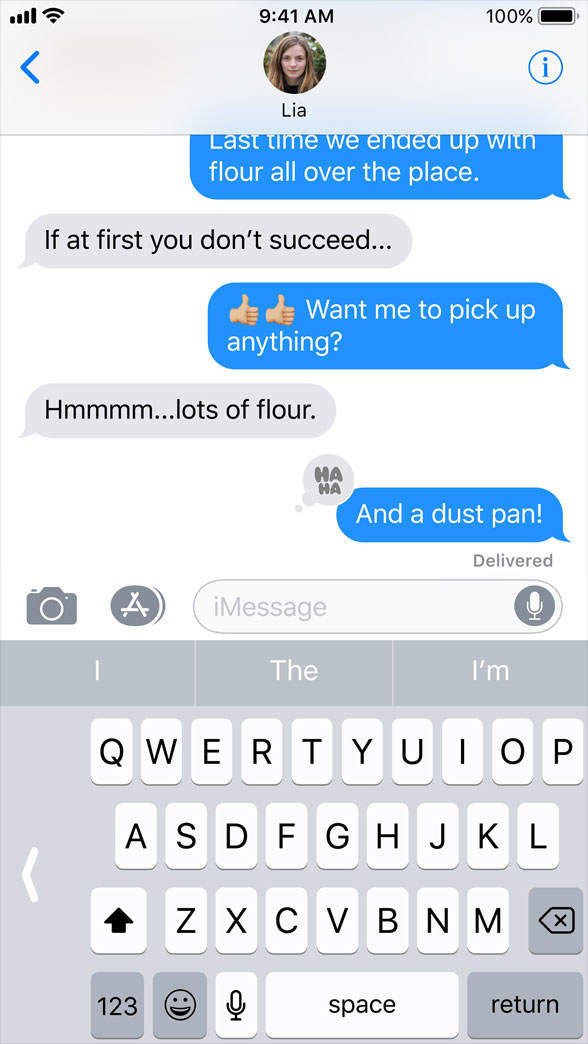 9:41 AM
100%
Lia
Last time we ended up with
flour all over the place.
If at first you don’t succeed...
👍🏼👍🏼 Want me to pick up
anything?
Hmmmm...lots of flour.
HA
HA
And a dust pan!
Delivered
iMessage
I The I’m
Q W E R T Y U I O P
A S D F G H J K L
Z X C V B N M
123 space return